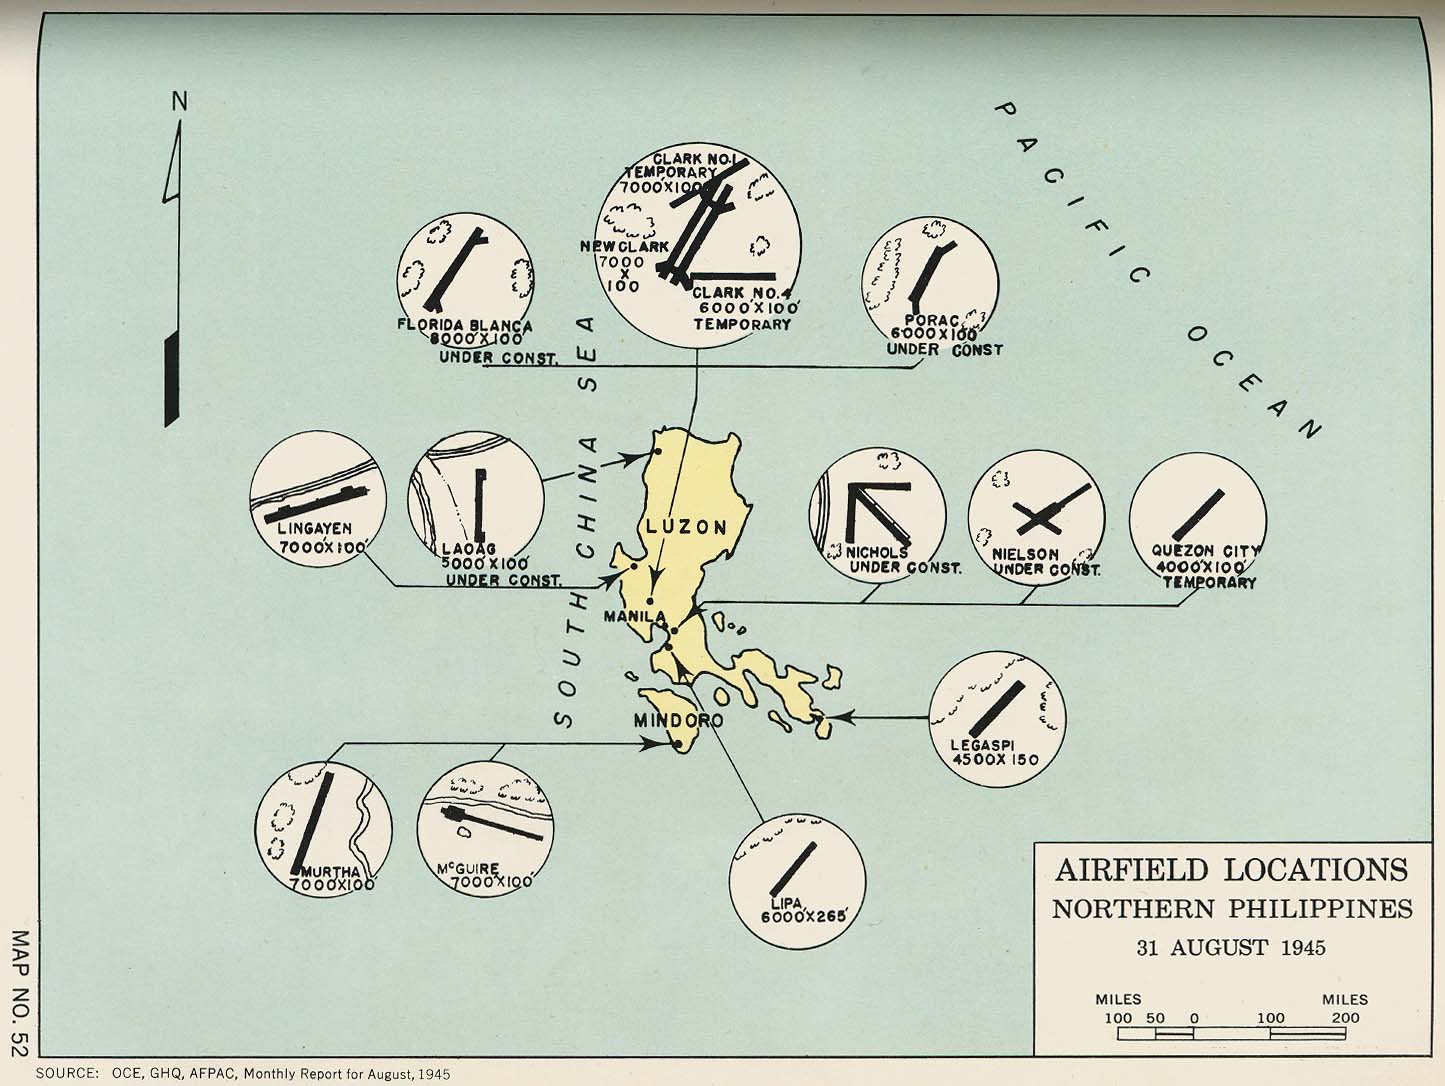 N
PACIFIC OCEAN
CLARK NO.1
TEMPORARY
7000'X100'
NEW CLARK
7000
X
100
CLARK NO.4
6000'X100'
TEMPORARY
FLORIDA BLANCA
8000'X100'
UNDER CONST.
PORAC
6000X100'
UNDER CONST
SOUTH CHINA SEA
LINGAYEN
7000'X100'
LAOAG
5000'X100'
UNDER CONST.
LUZON
NICHOLS
UNDER CONST.
NIELSON
UNDER CONST.
QUEZON CITY
4000'X100'
TEMPORARY
MANILA
MINDORO
LEGASPI
4500X150
MURTHA
7000'X100'
McGUIRE
7000'X100'
LIPA
6000'X265'
AIRFIELD LOCATIONS
NORTHERN PHILIPPINES
31 AUGUST 1945
MILES MILES
100 50 0 100 200
MAP NO. 52
SOURCE: OCE, GHQ, AFPAC, Monthly Report for August, 1945